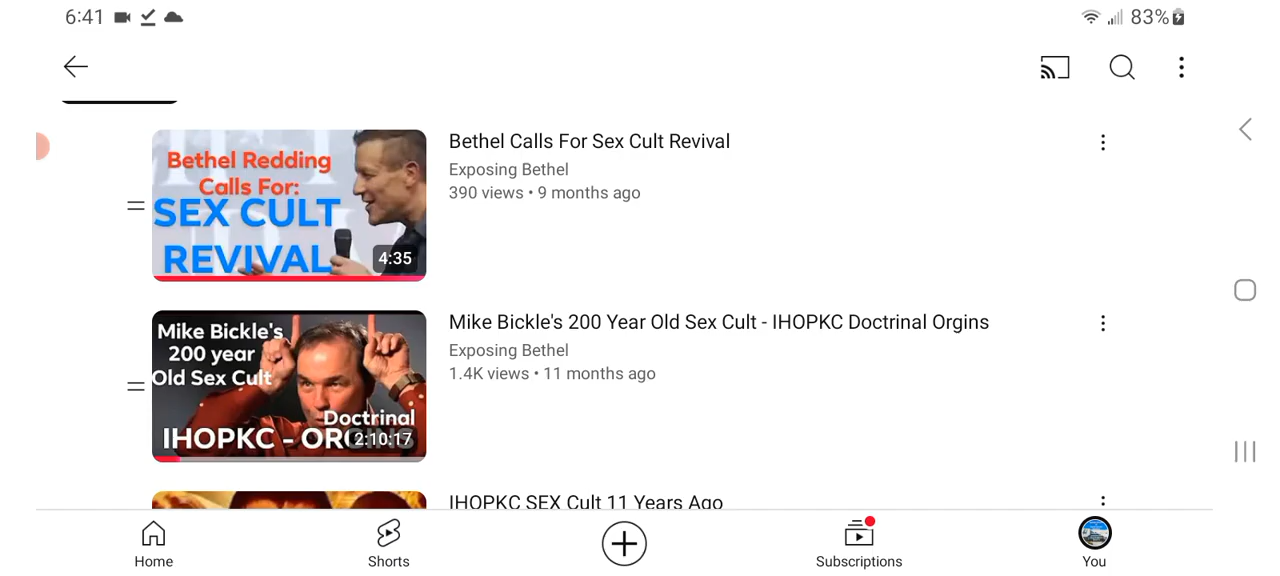 6:41
83%
Bethel Redding
Calls For:
SEX CULT
REVIVAL
4:35
Bethel Calls For Sex Cult Revival
Exposing Bethel
390 views • 9 months ago
Mike Bickle's
200 year
Old Sex Cult
Doctrinal
IHOPKC - ORGINS
2:10:17
Mike Bickle's 200 Year Old Sex Cult - IHOPKC Doctrinal Orgins
Exposing Bethel
1.4K views • 11 months ago
IHOPKC SEX Cult 11 Years Ago
Home
Shorts
Subscriptions
You